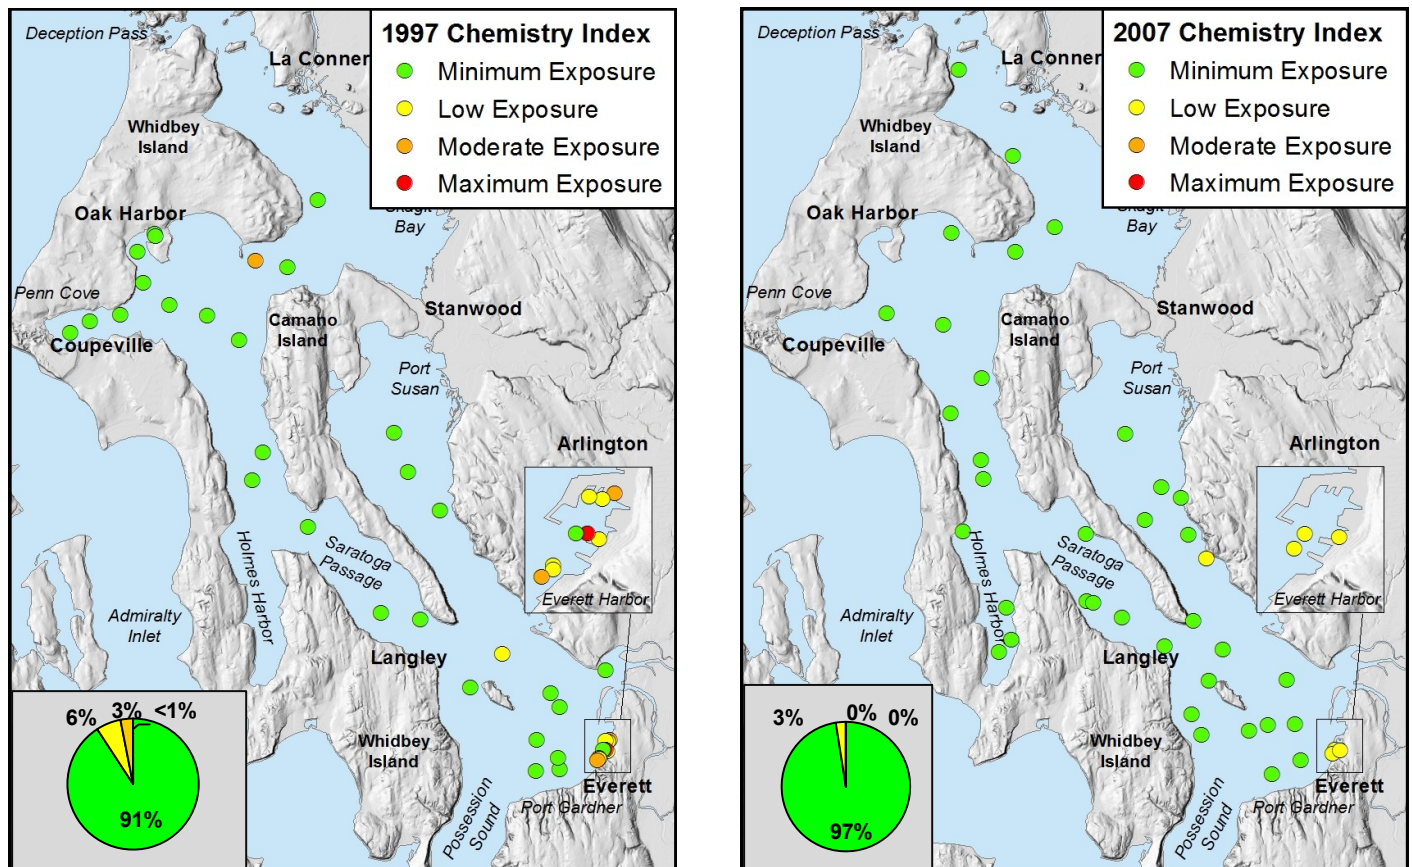 Deception Pass
1997 Chemistry Index
La Conner
Minimum Exposure
Low Exposure
Whidbey
Island
Moderate Exposure
Maximum Exposure
Oak Harbor
Skagit
Bay
Penn Cove
Stanwood
Camano
Island
Coupeville
Port
Susan
Arlington
Holmes Harbor
Saratoga
Passage
Everett Harbor
Admiralty
Inlet
Langley
6%
3%
<1%
91%
Whidbey
Island
Everett
Port Gardner
Possession
Sound
Deception Pass
2007 Chemistry Index
La Conner
Minimum Exposure
Low Exposure
Whidbey
Island
Moderate Exposure
Maximum Exposure
Oak Harbor
Skagit
Bay
Penn Cove
Stanwood
Camano
Island
Coupeville
Port
Susan
Arlington
Holmes Harbor
Saratoga
Passage
Everett Harbor
Admiralty
Inlet
Langley
3%
0%
0%
97%
Whidbey
Island
Everett
Port Gardner
Possession
Sound